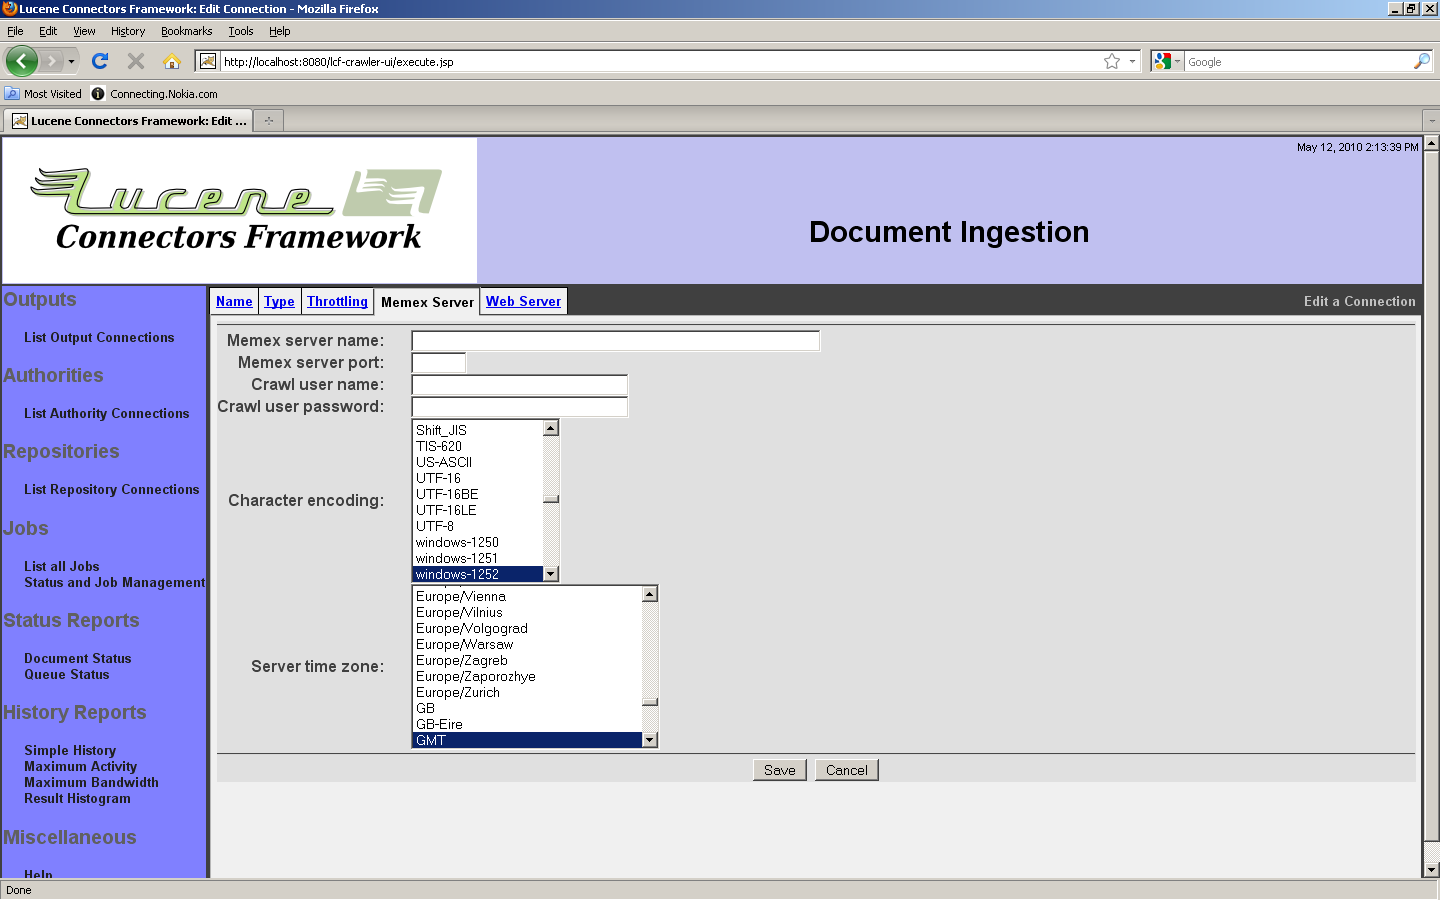 Lucene Connectors Framework: Edit Connection - Mozilla Firefox
File Edit View History Bookmarks Tools Help
http://localhost:8080/lcf-crawler-ui/execute.jsp
Google
Most Visited Connecting.Nokia.com
Lucene Connectors Framework: Edit ...
May 12, 2010 2:13:39 PM
Lucene
Connectors Framework
Document Ingestion
Outputs
List Output Connections
Authorities
List Authority Connections
Repositories
List Repository Connections
Jobs
List all Jobs
Status and Job Management
Status Reports
Document Status
Queue Status
History Reports
Simple History
Maximum Activity
Maximum Bandwidth
Result Histogram
Miscellaneous
Help
Name Type Throttling Memex Server Web Server
Edit a Connection
Memex server name:
Memex server port:
Crawl user name:
Crawl user password:
Character encoding:
Shift_JIS
TIS-620
US-ASCII
UTF-16
UTF-16BE
UTF-16LE
UTF-8
windows-1250
windows-1251
windows-1252
Server time zone:
Europe/Vienna
Europe/Vilnius
Europe/Volgograd
Europe/Warsaw
Europe/Zagreb
Europe/Zaporozhye
Europe/Zurich
GB
GB-Eire
GMT
Save Cancel
Done